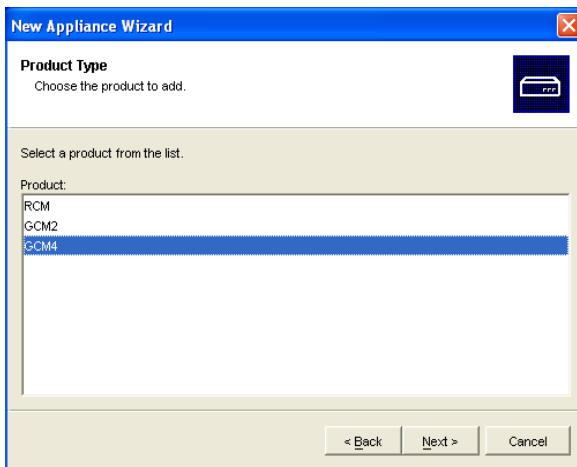 New Appliance Wizard
Product Type
Choose the product to add.
Select a product from the list.
Product:
RCM
GCM2
GCM4
< Back Next > Cancel